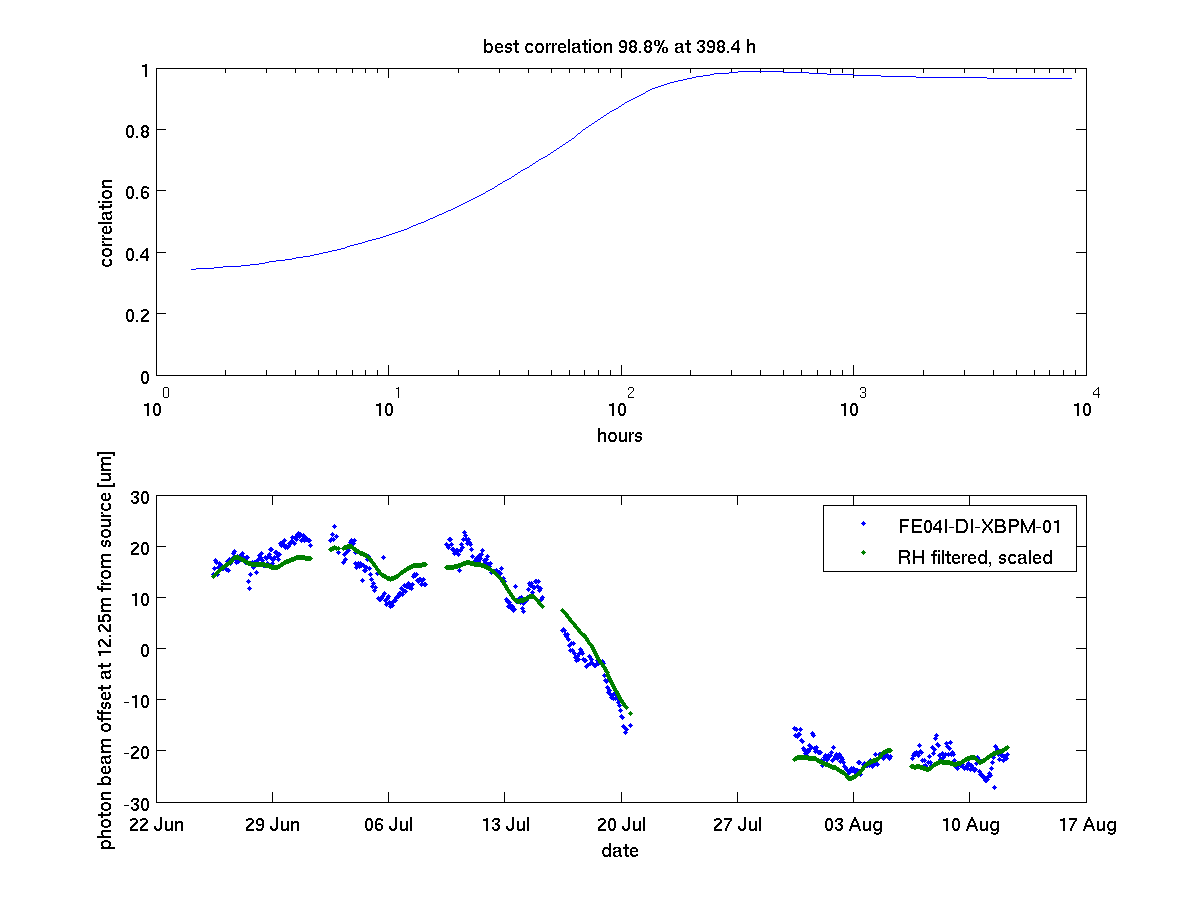 best correlation 98.8% at 398.4 h
correlation
1
0.8
0.6
0.4
0.2
0
10^0 10^1 10^2 10^3 10^4
hours
photon beam offset at 12.25m from source [um]
30
20
10
0
-10
-20
-30
FE04I-DI-XBPM-01
RH filtered, scaled
22 Jun 29 Jun 06 Jul 13 Jul 20 Jul 27 Jul 03 Aug 10 Aug 17 Aug
date